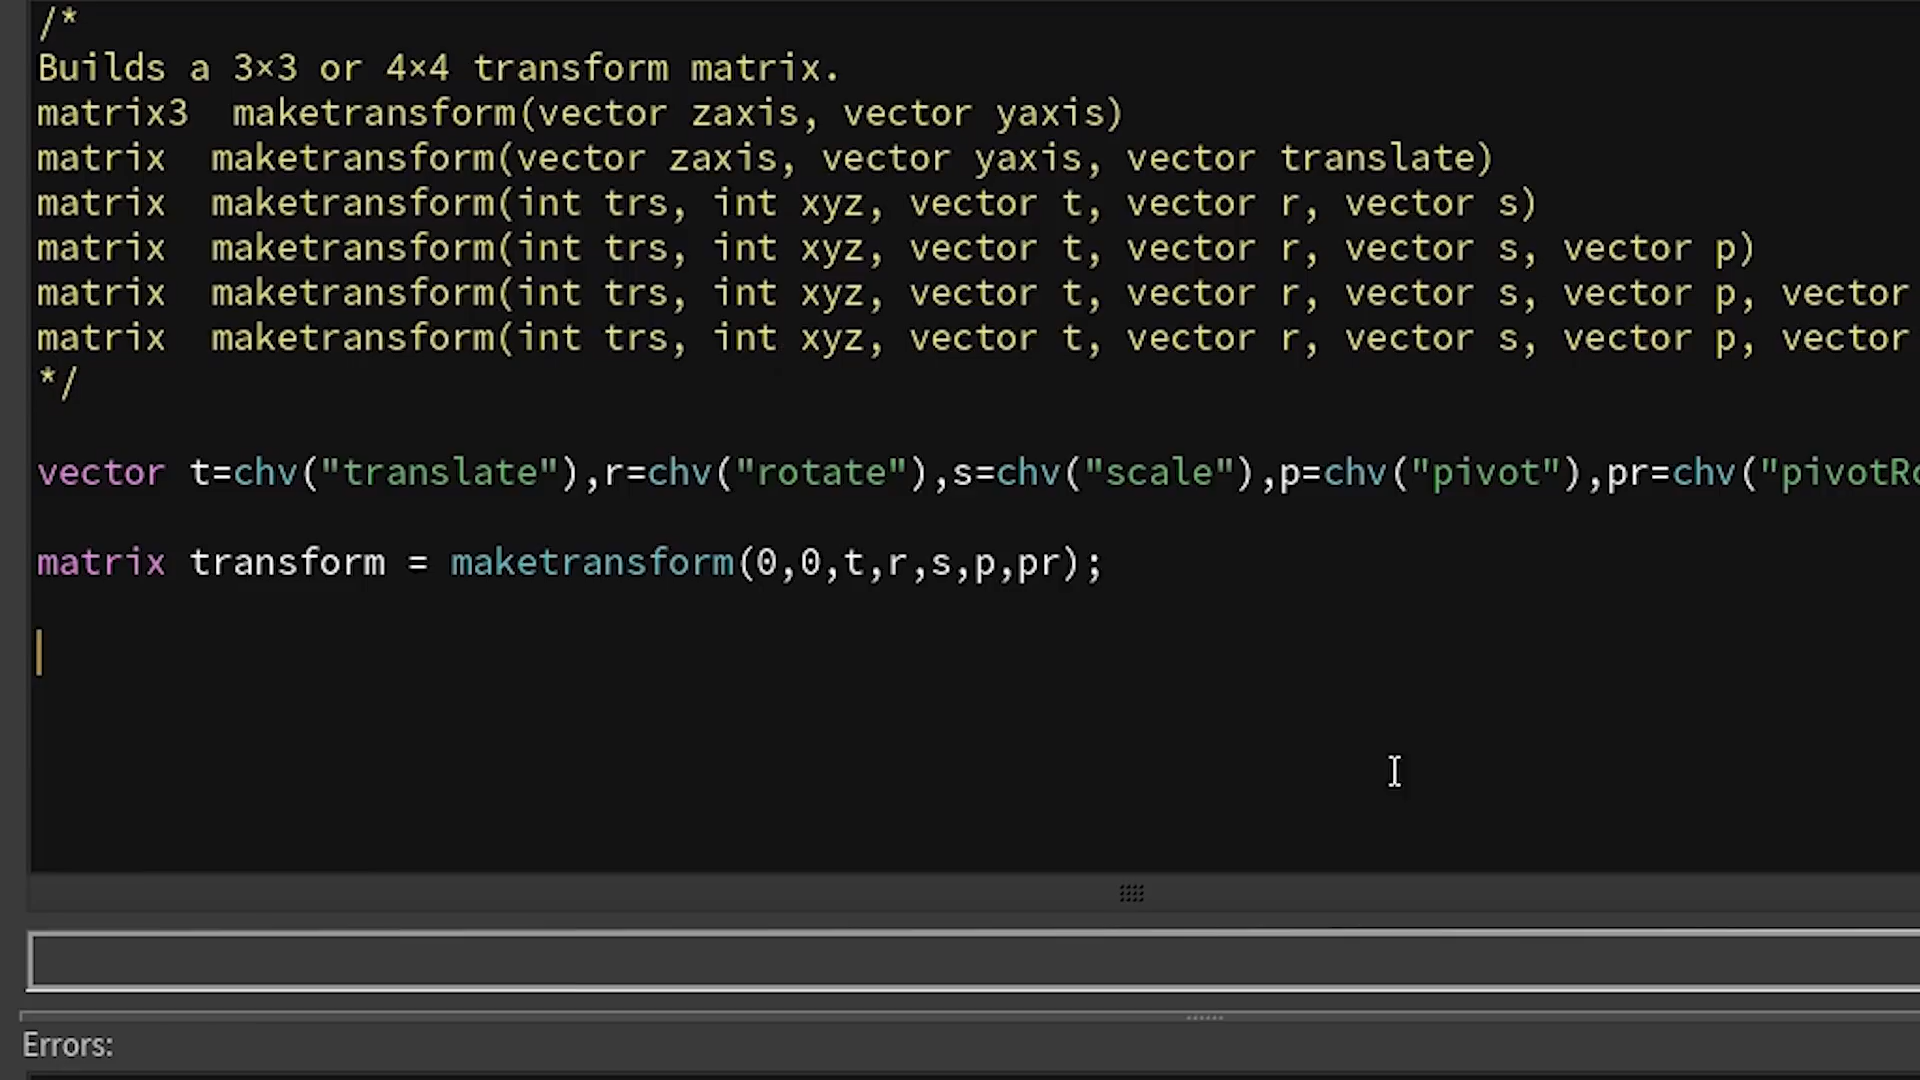 /*
Builds a 3×3 or 4×4 transform matrix.
matrix3  maketransform(vector zaxis, vector yaxis)
matrix  maketransform(vector zaxis, vector yaxis, vector translate)
matrix  maketransform(int trs, int xyz, vector t, vector r, vector s)
matrix  maketransform(int trs, int xyz, vector t, vector r, vector s, vector p)
matrix  maketransform(int trs, int xyz, vector t, vector r, vector s, vector p, vector
matrix  maketransform(int trs, int xyz, vector t, vector r, vector s, vector p, vector
*/
vector t=chv("translate"),r=chv("rotate"),s=chv("scale"),p=chv("pivot"),pr=chv("pivotRo
matrix transform = maketransform(0,0,t,r,s,p,pr);
Errors: